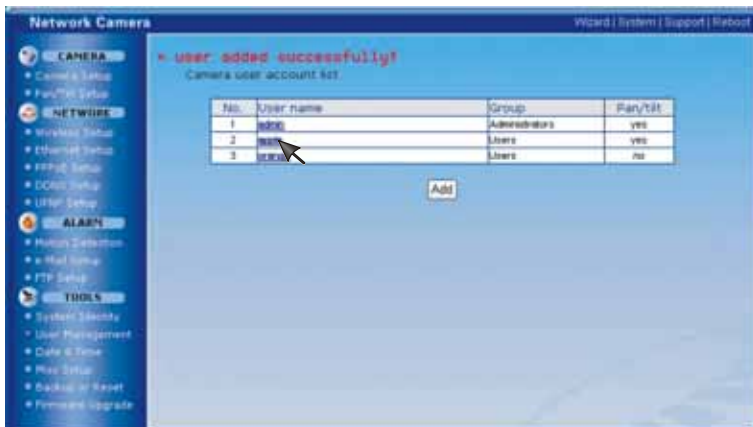 Network Camera
Wizard | System | Support | Reboot
CAMERA
Camera Setup
Pan/Tilt Setup
NETWORK
Wireless Setup
Ethernet Setup
PPPoE Setup
DDNS Setup
UPNP Setup
ALARM
Motion Detection
e-Mail Setup
FTP Setup
TOOLS
System Identity
User Management
Date & Time
Misc Setup
Backup or Reset
Firmware Upgrade
user added successfully!
Camera user account list
No. User name Group Pan/tilt
1 admin Administrators yes
2 Users yes
3 Users no
Add